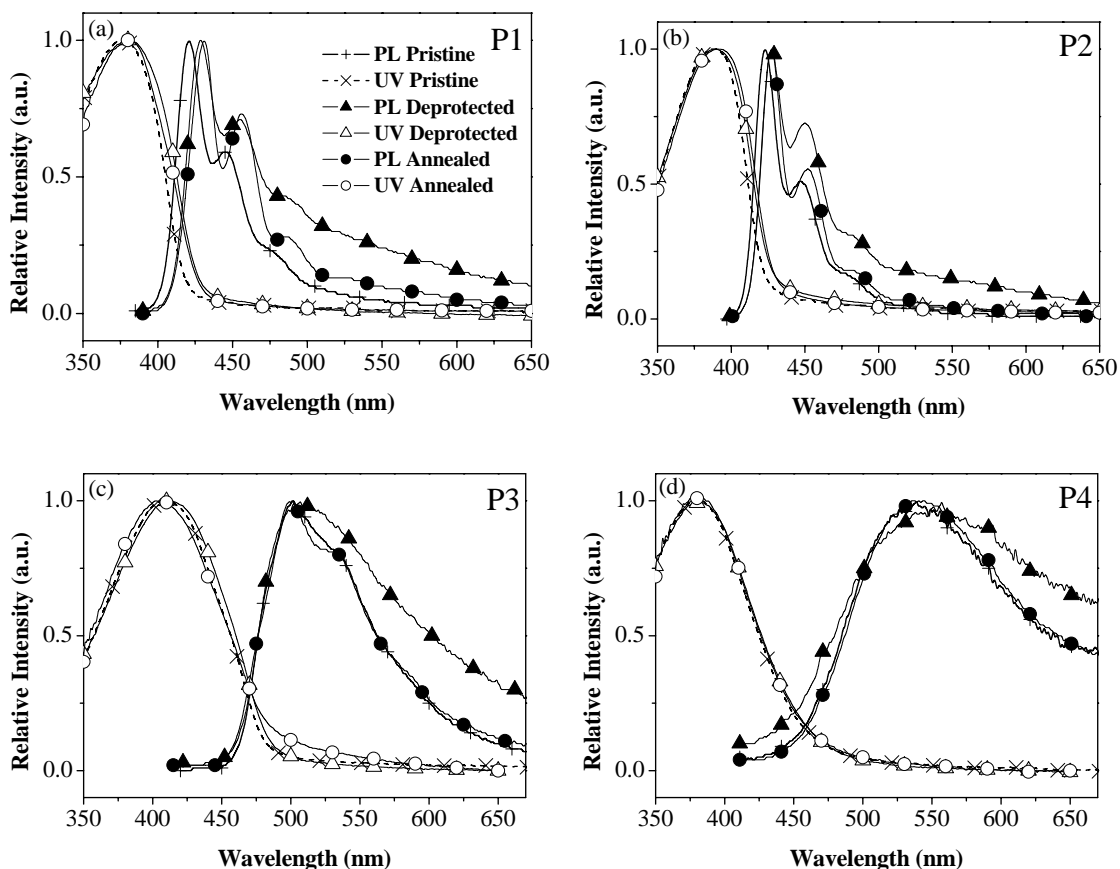 (a)
P1
PL Pristine
UV Pristine
PL Deprotected
UV Deprotected
PL Annealed
UV Annealed
Relative Intensity (a.u.)
1.0
0.5
0.0
350 400 450 500 550 600 650
Wavelength (nm)
(b)
P2
Relative Intensity (a.u.)
1.0
0.5
0.0
350 400 450 500 550 600 650
Wavelength (nm)
(c)
P3
Relative Intensity (a.u.)
1.0
0.5
0.0
350 400 450 500 550 600 650
Wavelength (nm)
(d)
P4
Relative Intensity (a.u.)
1.0
0.5
0.0
350 400 450 500 550 600 650
Wavelength (nm)